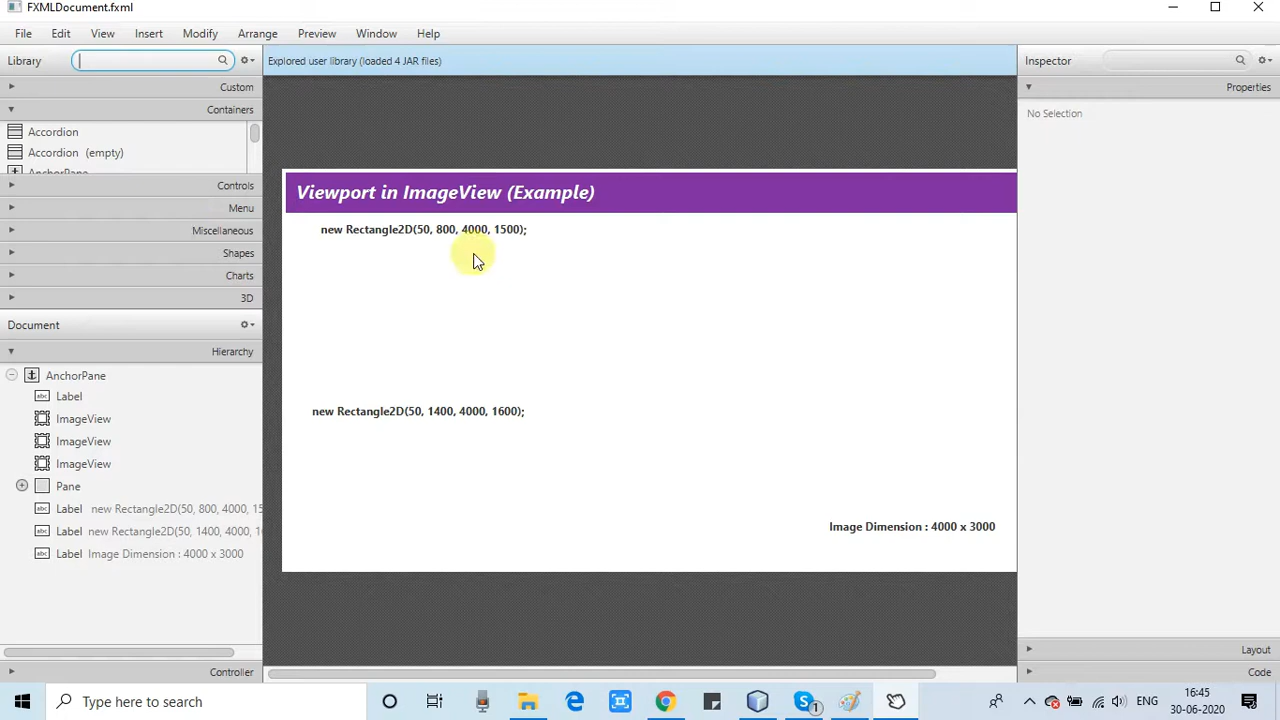 FXMLDocument.fxml
File Edit View Insert Modify Arrange Preview Window Help
Library
Explored user library (loaded 4 JAR files)
Inspector
Custom
Containers
Accordion
Accordion (empty)
AnchorPane
Controls
Menu
Miscellaneous
Shapes
Charts
3D
Document
Hierarchy
AnchorPane
Label
ImageView
ImageView
ImageView
Pane
Label new Rectangle2D(50, 800, 4000, 15
Label new Rectangle2D(50, 1400, 4000, 1
Label Image Dimension : 4000 x 3000
Controller
Viewport in ImageView (Example)
new Rectangle2D(50, 800, 4000, 1500);
new Rectangle2D(50, 1400, 4000, 1600);
Image Dimension : 4000 x 3000
Properties
No Selection
Layout
Code
Type here to search
1
ENG
16:45
30-06-2020